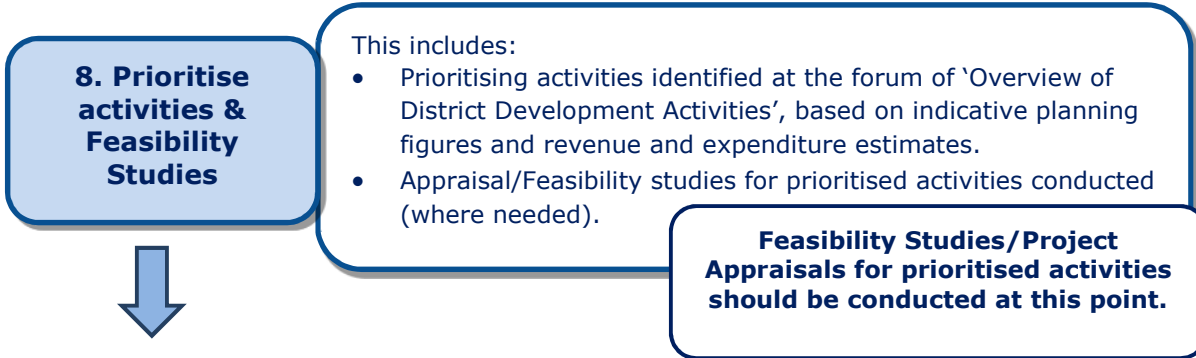 8. Prioritise
activities &
Feasibility
Studies
This includes:
• Prioritising activities identified at the forum of ‘Overview of
District Development Activities’, based on indicative planning
figures and revenue and expenditure estimates.
• Appraisal/Feasibility studies for prioritised activities conducted
(where needed).
Feasibility Studies/Project
Appraisals for prioritised activities
should be conducted at this point.